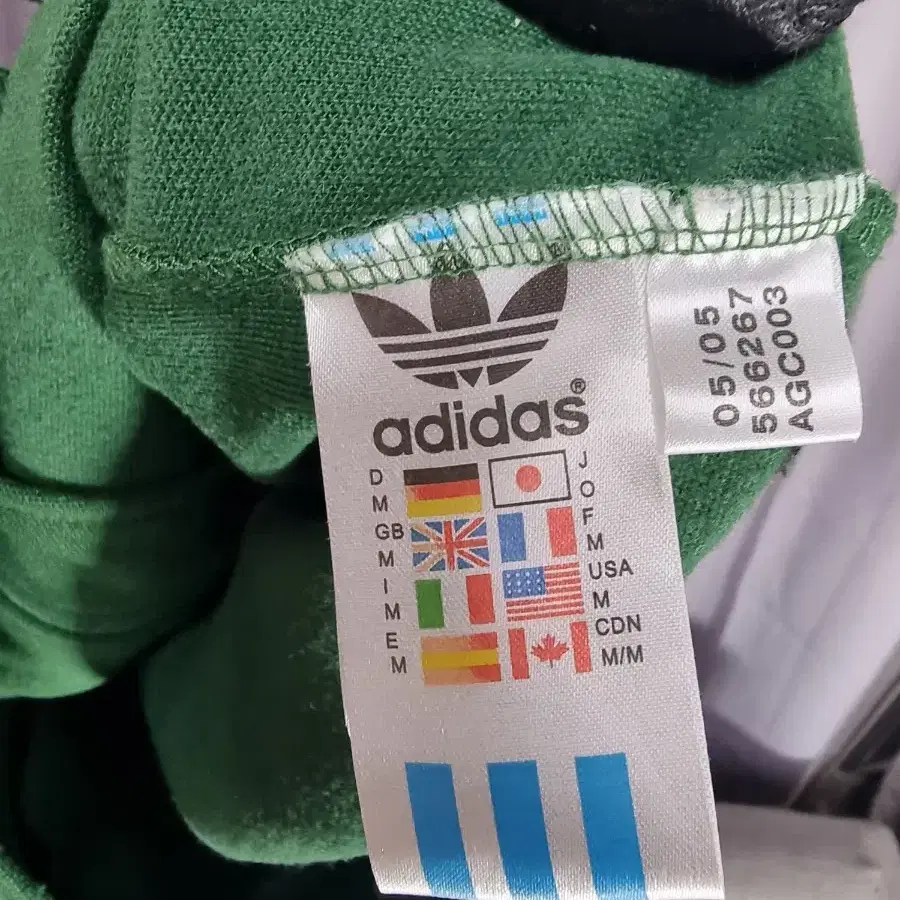 adidas®
D J
M O
GB F
M M
I USA
M M
E CDN
M M/M
05/05
566267
AGC003